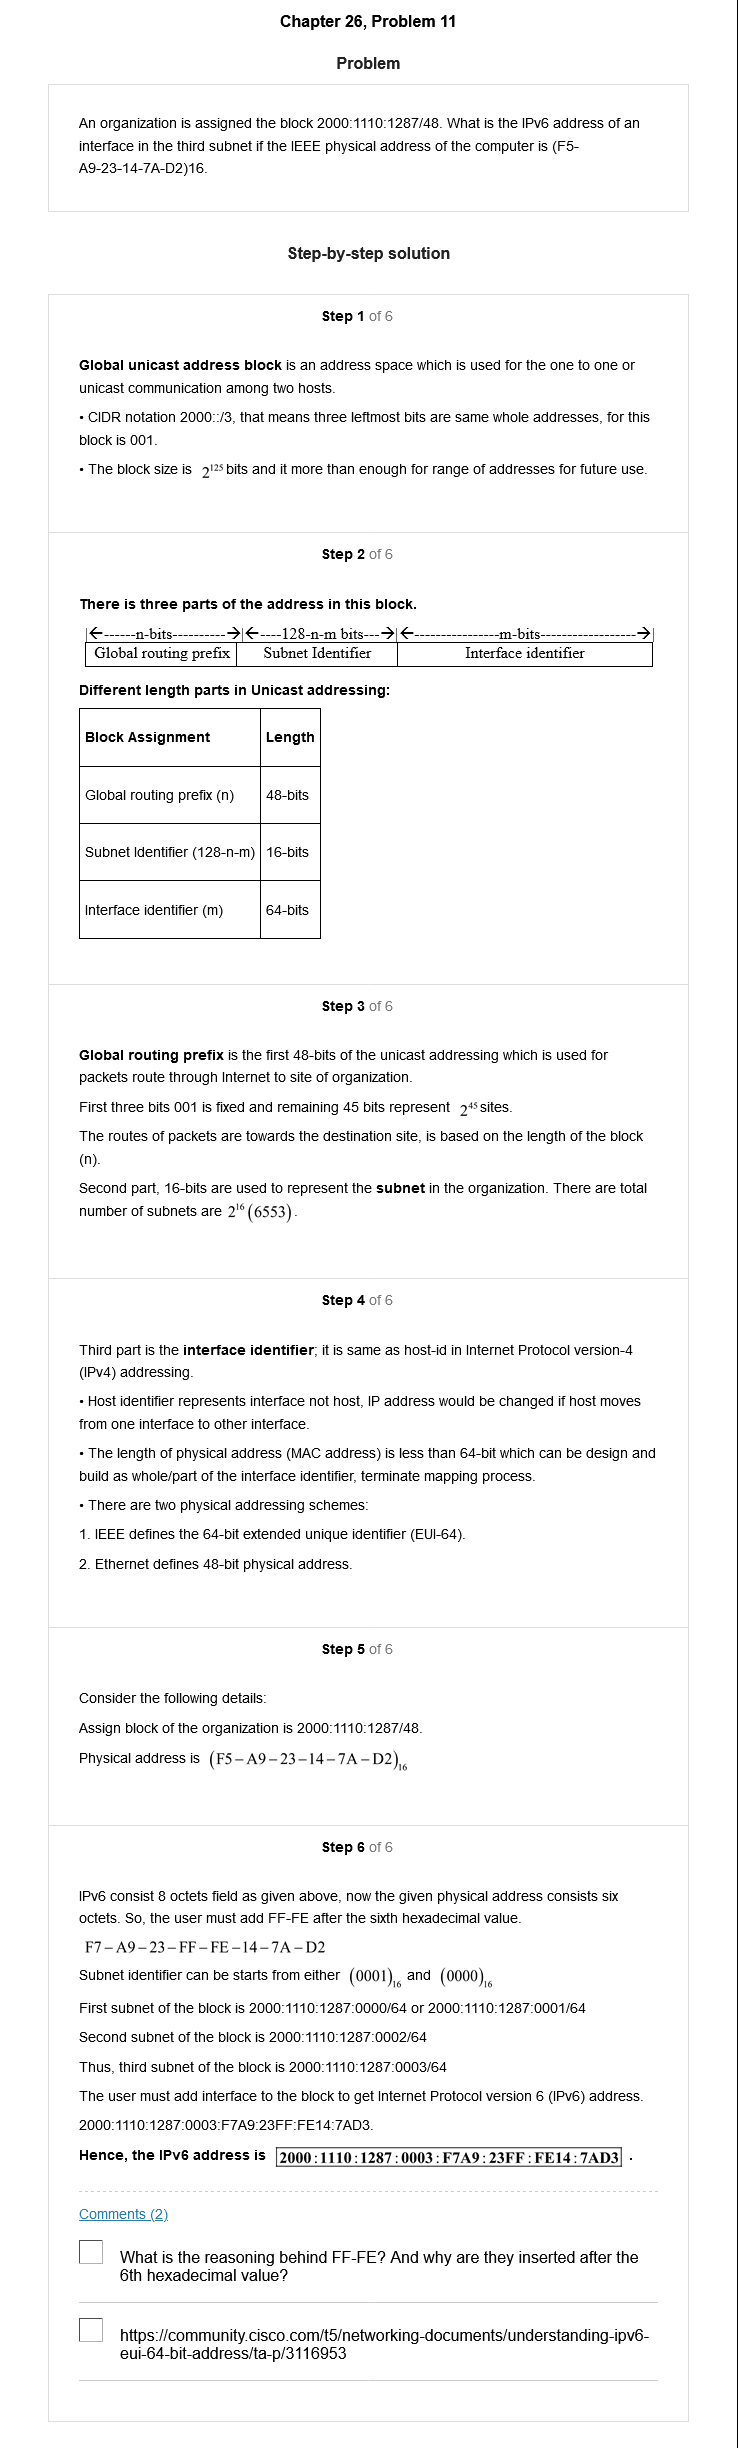 Chapter 26, Problem 11
Problem
An organization is assigned the block 2000:1110:1287/48. What is the IPv6 address of an
interface in the third subnet if the IEEE physical address of the computer is (F5-
A9-23-14-7A-D2)16.
Step-by-step solution
Step 1 of 6
Global unicast address block is an address space which is used for the one to one or
unicast communication among two hosts.
• CIDR notation 2000::/3, that means three leftmost bits are same whole addresses, for this
block is 001.
• The block size is 2¹²⁵ bits and it more than enough for range of addresses for future use.
Step 2 of 6
There is three parts of the address in this block.
|←------n-bits----------→|←----128-n-m bits---→|←----------------m-bits------------------→|
Global routing prefix Subnet Identifier Interface identifier
Different length parts in Unicast addressing:
Block Assignment Length
Global routing prefix (n) 48-bits
Subnet Identifier (128-n-m) 16-bits
Interface identifier (m) 64-bits
Step 3 of 6
Global routing prefix is the first 48-bits of the unicast addressing which is used for
packets route through Internet to site of organization.
First three bits 001 is fixed and remaining 45 bits represent 2⁴⁵ sites.
The routes of packets are towards the destination site, is based on the length of the block
(n).
Second part, 16-bits are used to represent the subnet in the organization. There are total
number of subnets are 2¹⁶ (6553).
Step 4 of 6
Third part is the interface identifier; it is same as host-id in Internet Protocol version-4
(IPv4) addressing.
• Host identifier represents interface not host, IP address would be changed if host moves
from one interface to other interface.
• The length of physical address (MAC address) is less than 64-bit which can be design and
build as whole/part of the interface identifier, terminate mapping process.
• There are two physical addressing schemes:
1. IEEE defines the 64-bit extended unique identifier (EUI-64).
2. Ethernet defines 48-bit physical address.
Step 5 of 6
Consider the following details:
Assign block of the organization is 2000:1110:1287/48.
Physical address is (F5−A9−23−14−7A−D2)₁₆
Step 6 of 6
IPv6 consist 8 octets field as given above, now the given physical address consists six
octets. So, the user must add FF-FE after the sixth hexadecimal value.
F7−A9−23−FF−FE−14−7A−D2
Subnet identifier can be starts from either (0001)₁₆ and (0000)₁₆
First subnet of the block is 2000:1110:1287:0000/64 or 2000:1110:1287:0001/64
Second subnet of the block is 2000:1110:1287:0002/64
Thus, third subnet of the block is 2000:1110:1287:0003/64
The user must add interface to the block to get Internet Protocol version 6 (IPv6) address.
2000:1110:1287:0003:F7A9:23FF:FE14:7AD3.
Hence, the IPv6 address is 2000:1110:1287:0003:F7A9:23FF:FE14:7AD3.
Comments (2)
What is the reasoning behind FF-FE? And why are they inserted after the
6th hexadecimal value?
https://community.cisco.com/t5/networking-documents/understanding-ipv6-
eui-64-bit-address/ta-p/3116953